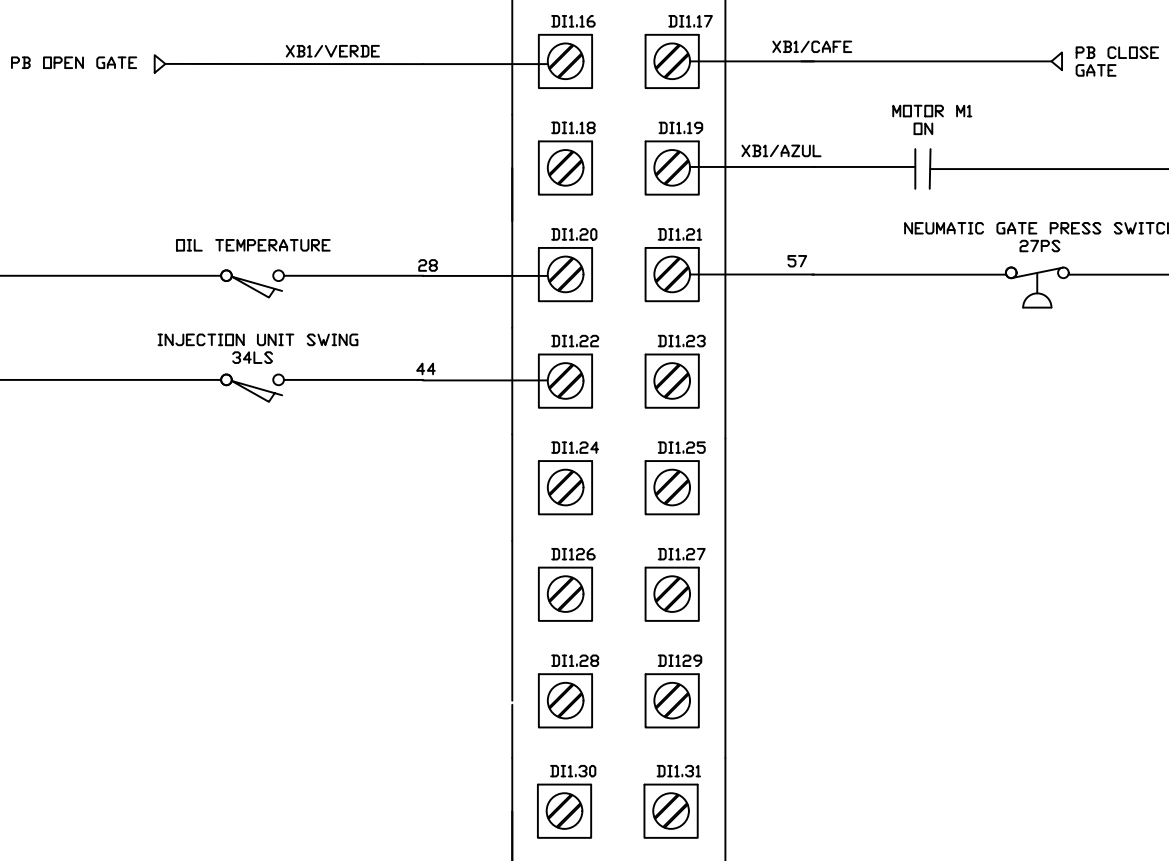 DI1.16
DI1.17
PB OPEN GATE
XB1/VERDE
XB1/CAFE
PB CLOSE
GATE
MOTOR M1
ON
DI1.18
DI1.19
XB1/AZUL
OIL TEMPERATURE
28
DI1.20
DI1.21
57
NEUMATIC GATE PRESS SWITCH
27PS
INJECTION UNIT SWING
34LS
44
DI1.22
DI1.23
DI1.24
DI1.25
DI126
DI1.27
DI1.28
DI129
DI1.30
DI1.31